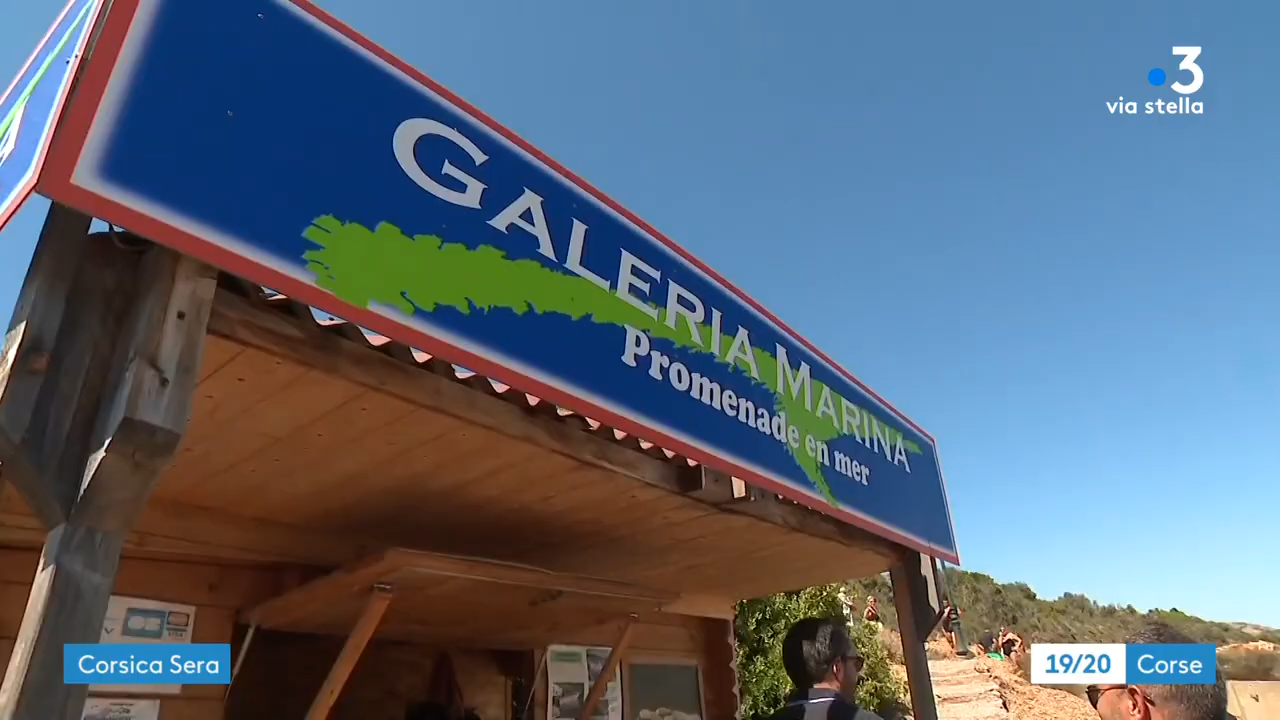 3
via stella
GALERIA MARINA
Promenade en mer
Corsica Sera
19/20 Corse